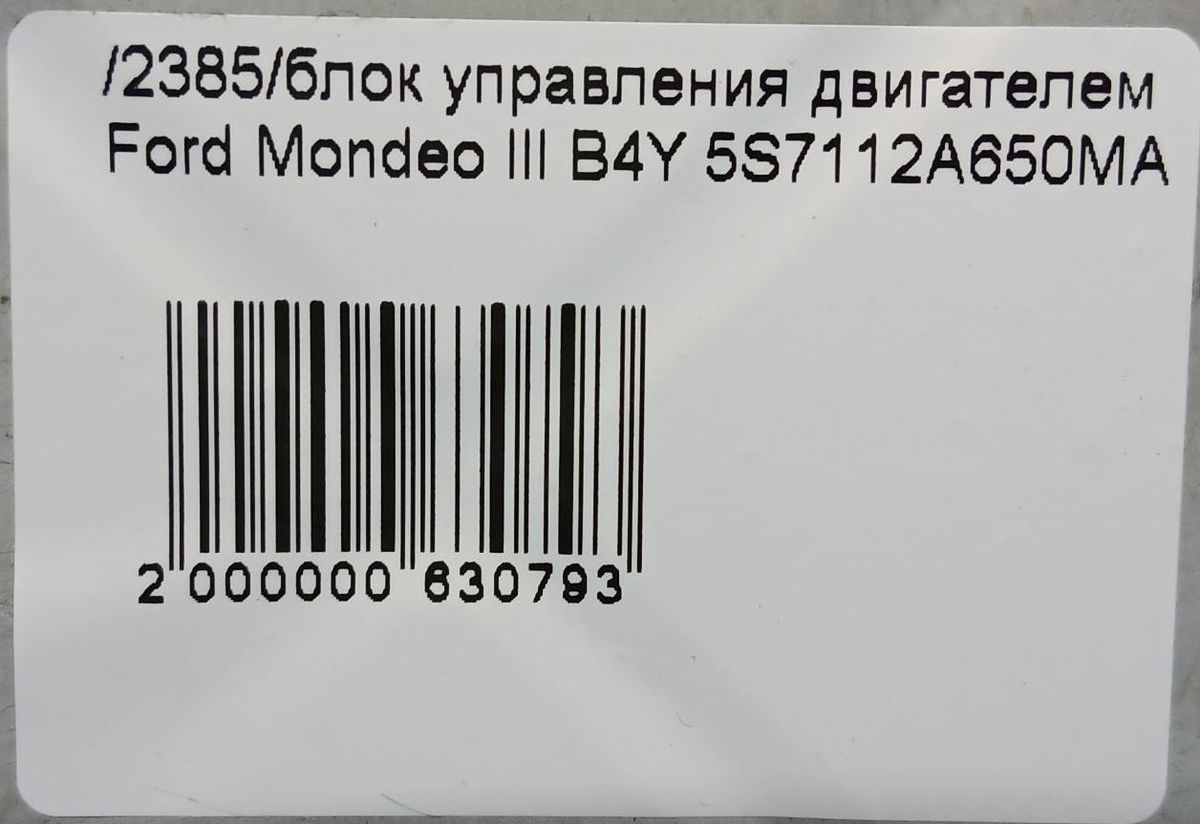 /2385/блок управления двигателем
Ford Mondeo III B4Y 5S7112A650MA
2 000000 630793